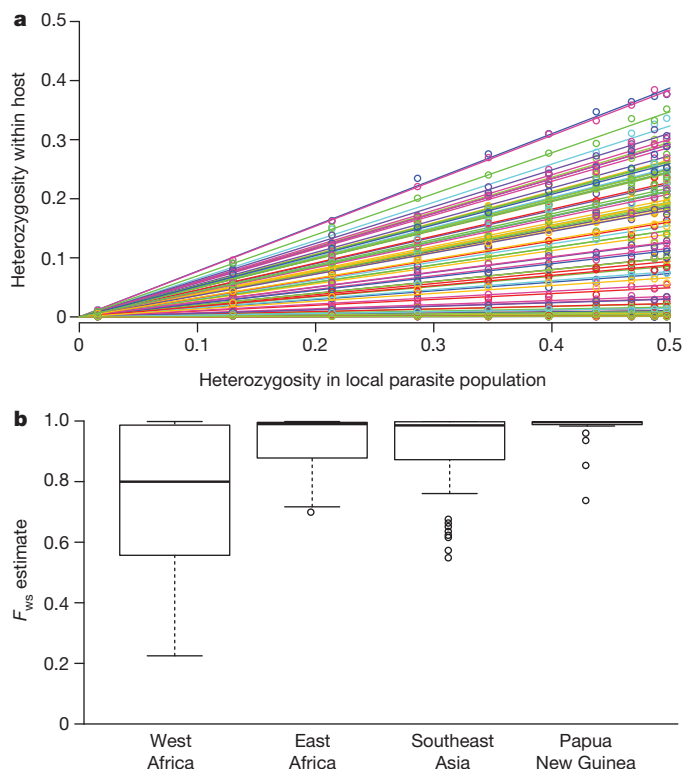 a
0.5
0.4
0.3
0.2
0.1
0
Heterozygosity within host
0 0.1 0.2 0.3 0.4 0.5
Heterozygosity in local parasite population
b
1.0
0.8
0.6
0.4
0.2
0
Fws estimate
West Africa
East Africa
Southeast Asia
Papua New Guinea